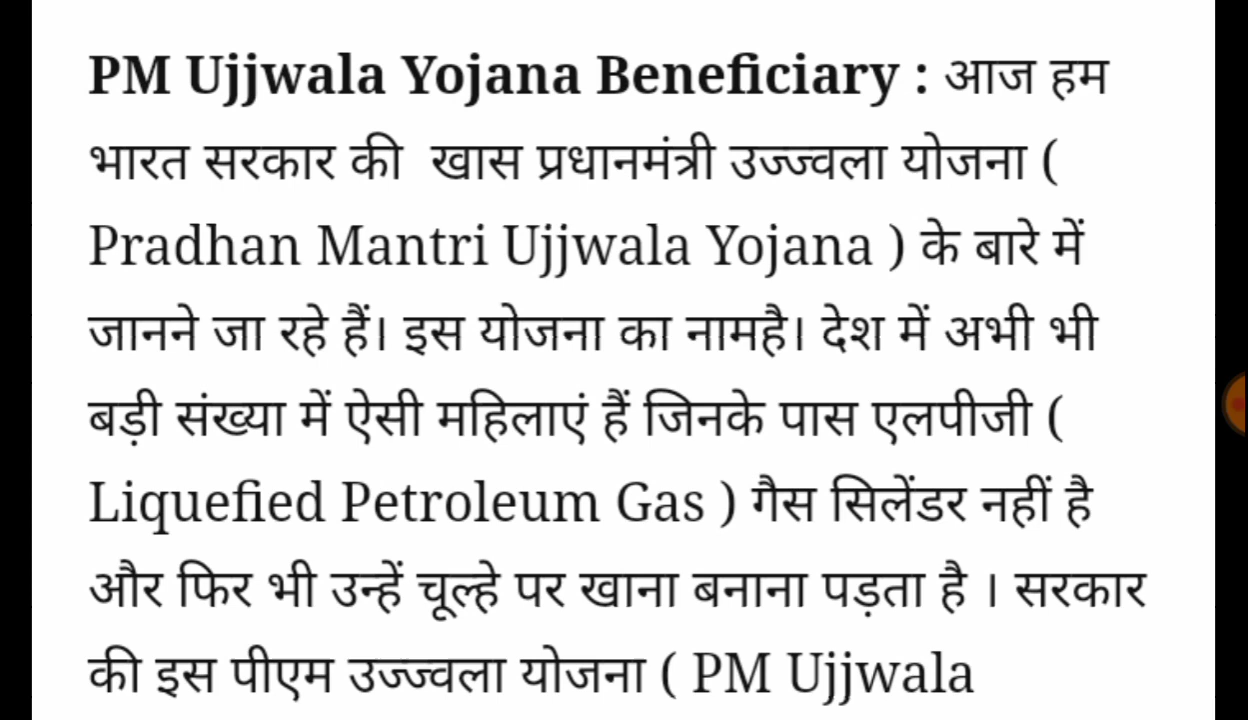 PM Ujjwala Yojana Beneficiary : आज हम
भारत सरकार की खास प्रधानमंत्री उज्ज्वला योजना (
Pradhan Mantri Ujjwala Yojana ) के बारे में
जानने जा रहे हैं। इस योजना का नामहै। देश में अभी भी
बड़ी संख्या में ऐसी महिलाएं हैं जिनके पास एलपीजी (
Liquefied Petroleum Gas ) गैस सिलेंडर नहीं है
और फिर भी उन्हें चूल्हे पर खाना बनाना पड़ता है । सरकार
की इस पीएम उज्ज्वला योजना ( PM Ujjwala